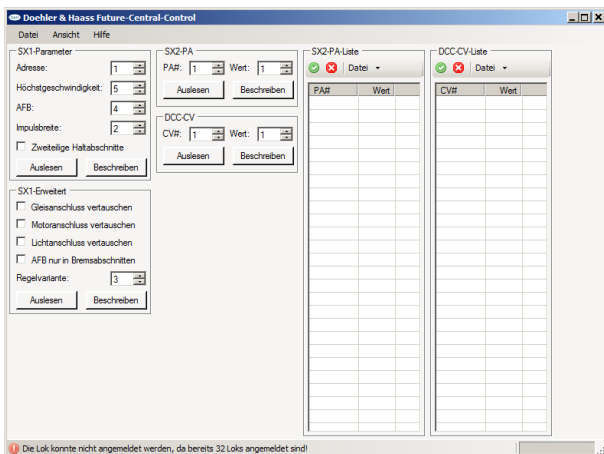 Doehler & Haass Future-Central-Control
Datei Ansicht Hilfe
SX1-Parameter
Adresse: 1
Höchstgeschwindigkeit: 5
AFB: 4
Impulsbreite: 2
Zweiteilige Haltabschnitte
Auslesen Beschreiben
SX1-Erweitert
Gleisanschluss vertauschen
Motoranschluss vertauschen
Lichtanschluss vertauschen
AFB nur in Bremsabschnitten
Regelvariante: 3
Auslesen Beschreiben
SX2-PA
PA#: 1 Wert: 1
Auslesen Beschreiben
DCC-CV
CV#: 1 Wert: 1
Auslesen Beschreiben
SX2-PA-Liste
Datei
PA# Wert
DCC-CV-Liste
Datei
CV# Wert
Die Lok konnte nicht angemeldet werden, da bereits 32 Loks angemeldet sind!